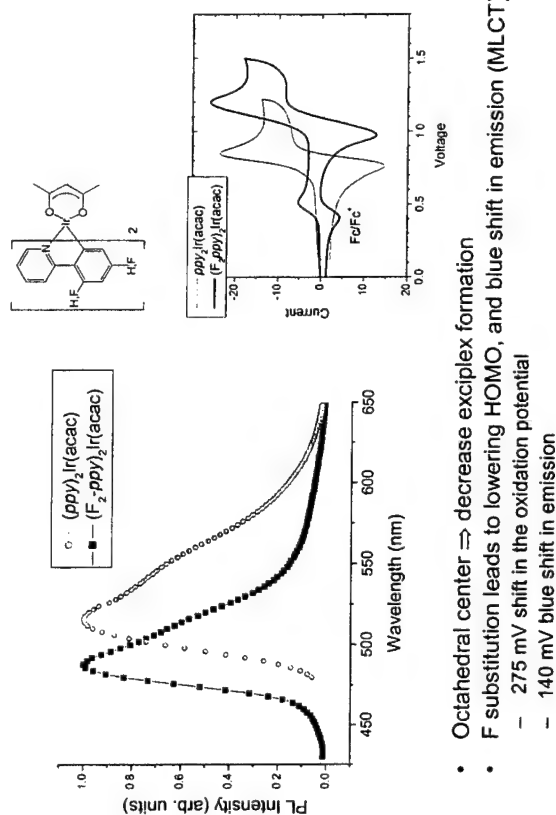 N
Ir
O
O
H,F
H,F
2
(ppy)₂Ir(acac)
(F₂-ppy)₂Ir(acac)
PL Intensity (arb. units)
1.0
0.8
0.6
0.4
0.2
0.0
450
500
550
600
650
Wavelength (nm)
ppy)₂Ir(acac)
(F₂ppy)₂Ir(acac)
Current
-20
-10
0
10
20
Fc/Fc⁺
0.0
0.5
1.0
1.5
Voltage
• Octahedral center ⇒ decrease exciplex formation
• F substitution leads to lowering HOMO, and blue shift in emission (MLCT)
– 275 mV shift in the oxidation potential
– 140 mV blue shift in emission